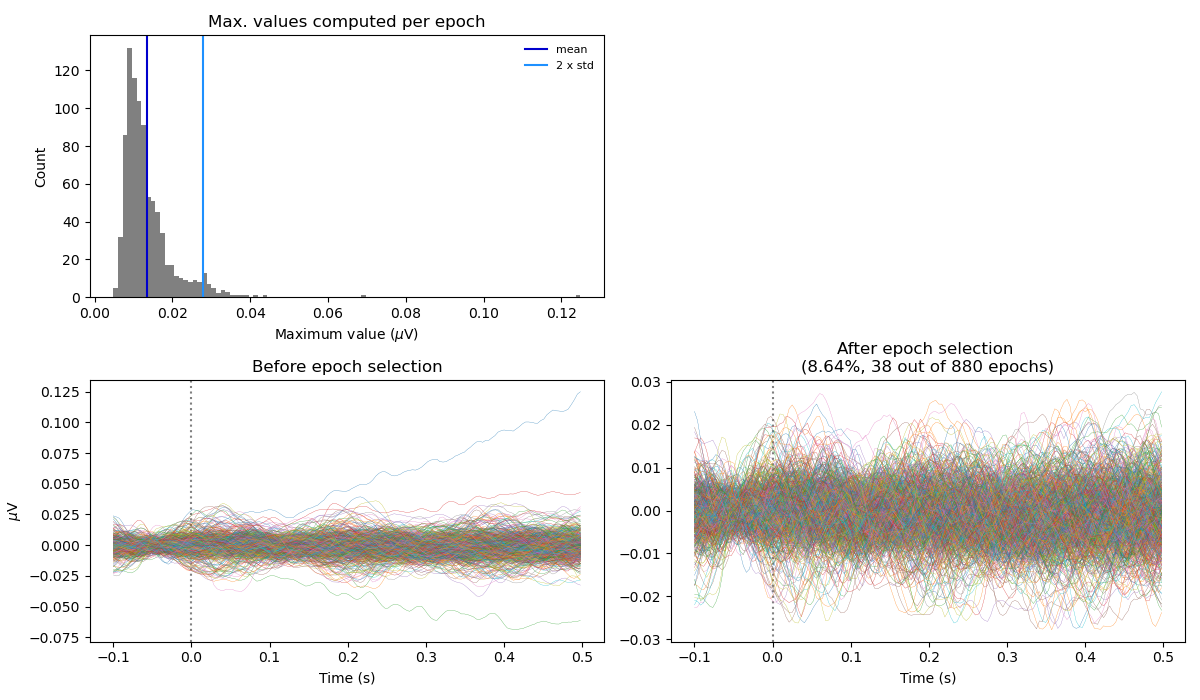 Max. values computed per epoch
mean
2 x std
120
100
80
60
40
20
0
Count
0.00 0.02 0.04 0.06 0.08 0.10 0.12
Maximum value (μV)
Before epoch selection
0.125
0.100
0.075
0.050
0.025
0.000
−0.025
−0.050
−0.075
μV
−0.1 0.0 0.1 0.2 0.3 0.4 0.5
Time (s)
After epoch selection
(8.64%, 38 out of 880 epochs)
0.03
0.02
0.01
0.00
−0.01
−0.02
−0.03
−0.1 0.0 0.1 0.2 0.3 0.4 0.5
Time (s)